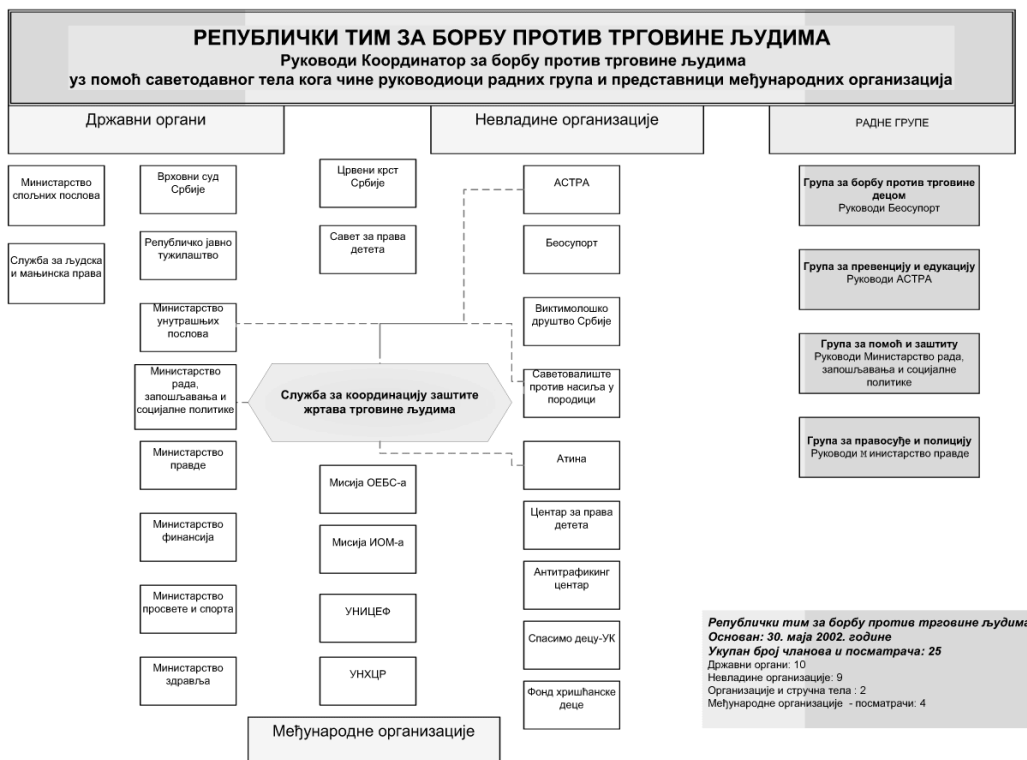 РЕПУБЛИЧКИ ТИМ ЗА БОРБУ ПРОТИВ ТРГОВИНЕ ЉУДИМА
Руководи Координатор за борбу против трговине људима
уз помоћ саветодавног тела кога чине руководиоци радних група и представници међународних организација
Државни органи
Невладине организације
РАДНЕ ГРУПЕ
Министарство
спољних послова
Служба за људска
и мањинска права
Врховни суд
Србије
Републичко јавно
тужилаштво
Министарство
унутрашњих
послова
Министарство
рада,
запошљавања и
социјалне политике
Министарство
правде
Министарство
финансија
Министарство
просвете и спорта
Министарство
здравља
Црвени крст
Србије
Савет за права
детета
Служба за координацију заштите
жртава трговине људима
Мисија ОЕБС-а
Мисија ИОМ-а
УНИЦЕФ
УНХЦР
Међународне организације
АСТРА
Беосупорт
Виктимолошко
друштво Србије
Саветовалиште
против насиља у
породици
Атина
Центар за права
детета
Антитрафикинг
центар
Спасимо децу-УК
Фонд хришћанске
деце
Група за борбу против трговине
децом
Руководи Беосупорт
Група за превенцију и едукацију
Руководи АСТРА
Група за помоћ и заштиту
Руководи Министарство рада,
запошљавања и социјалне
политике
Група за правосуђе и полицију
Руководи М инистарство правде
Републички тим за борбу против трговине људима
Основан: 30. маја 2002. године
Укупан број чланова и посматрача: 25
Државни органи: 10
Невладине организације: 9
Организације и стручна тела : 2
Међународне организације - посматрачи: 4